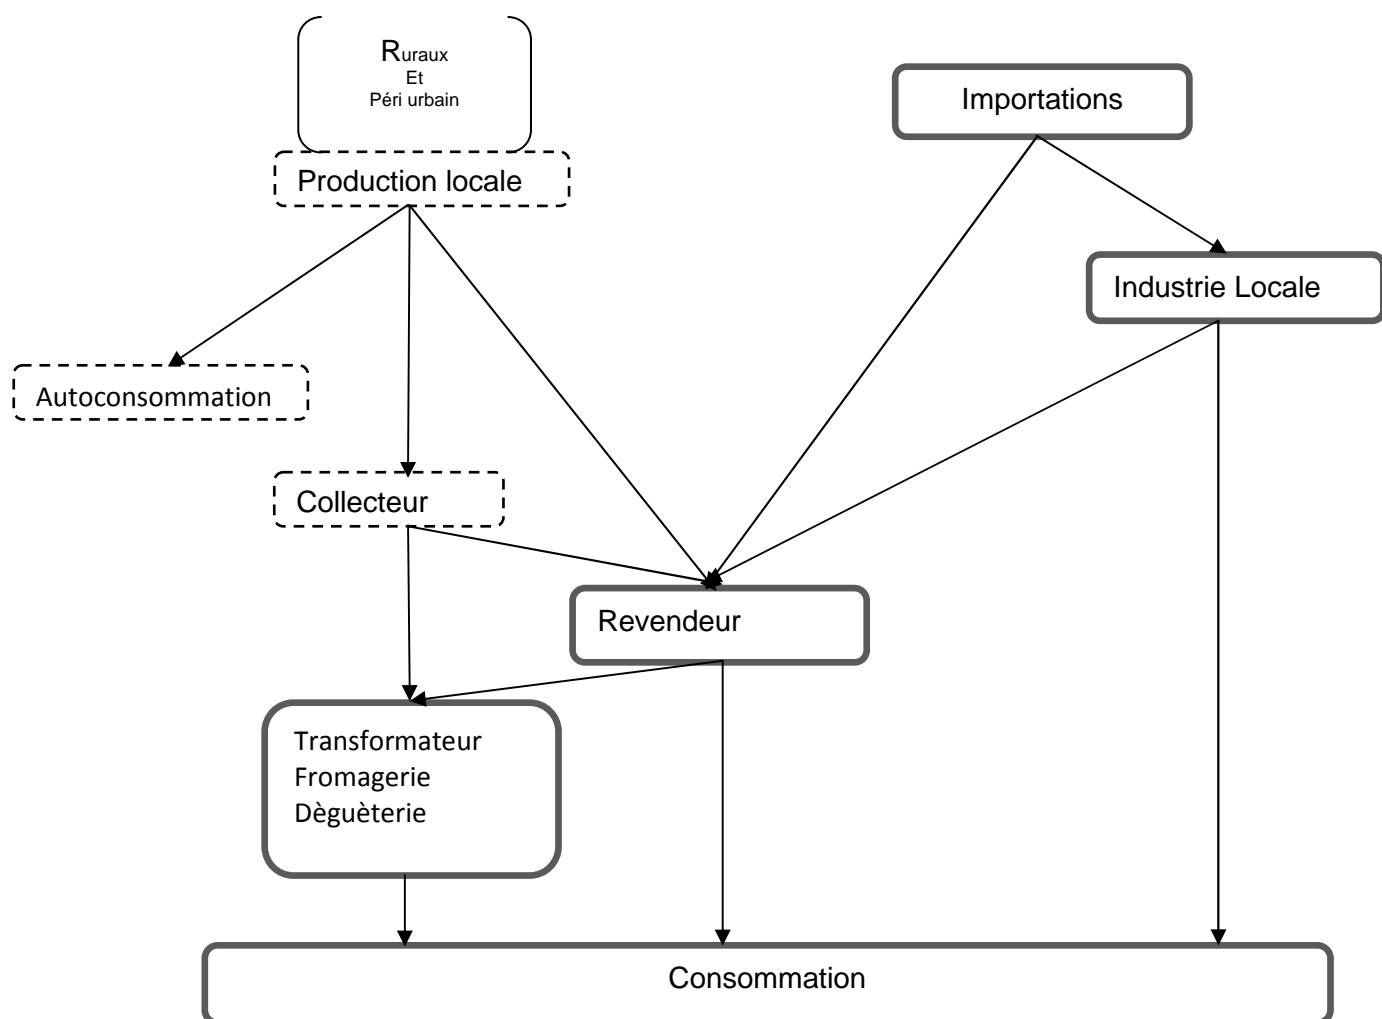 Ruraux
Et
Péri urbain
Importations
Production locale
Industrie Locale
Autoconsommation
Collecteur
Revendeur
Transformateur
Fromagerie
Dèguèterie
Consommation